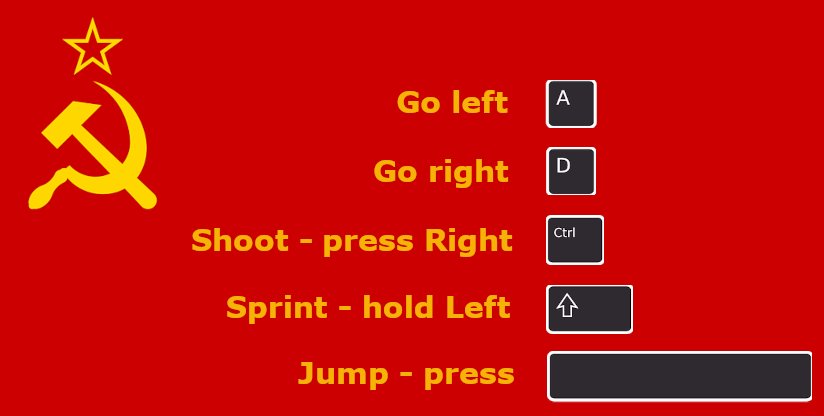 Go left A
Go right D
Shoot – press Right Ctrl
Sprint – hold Left
Jump – press